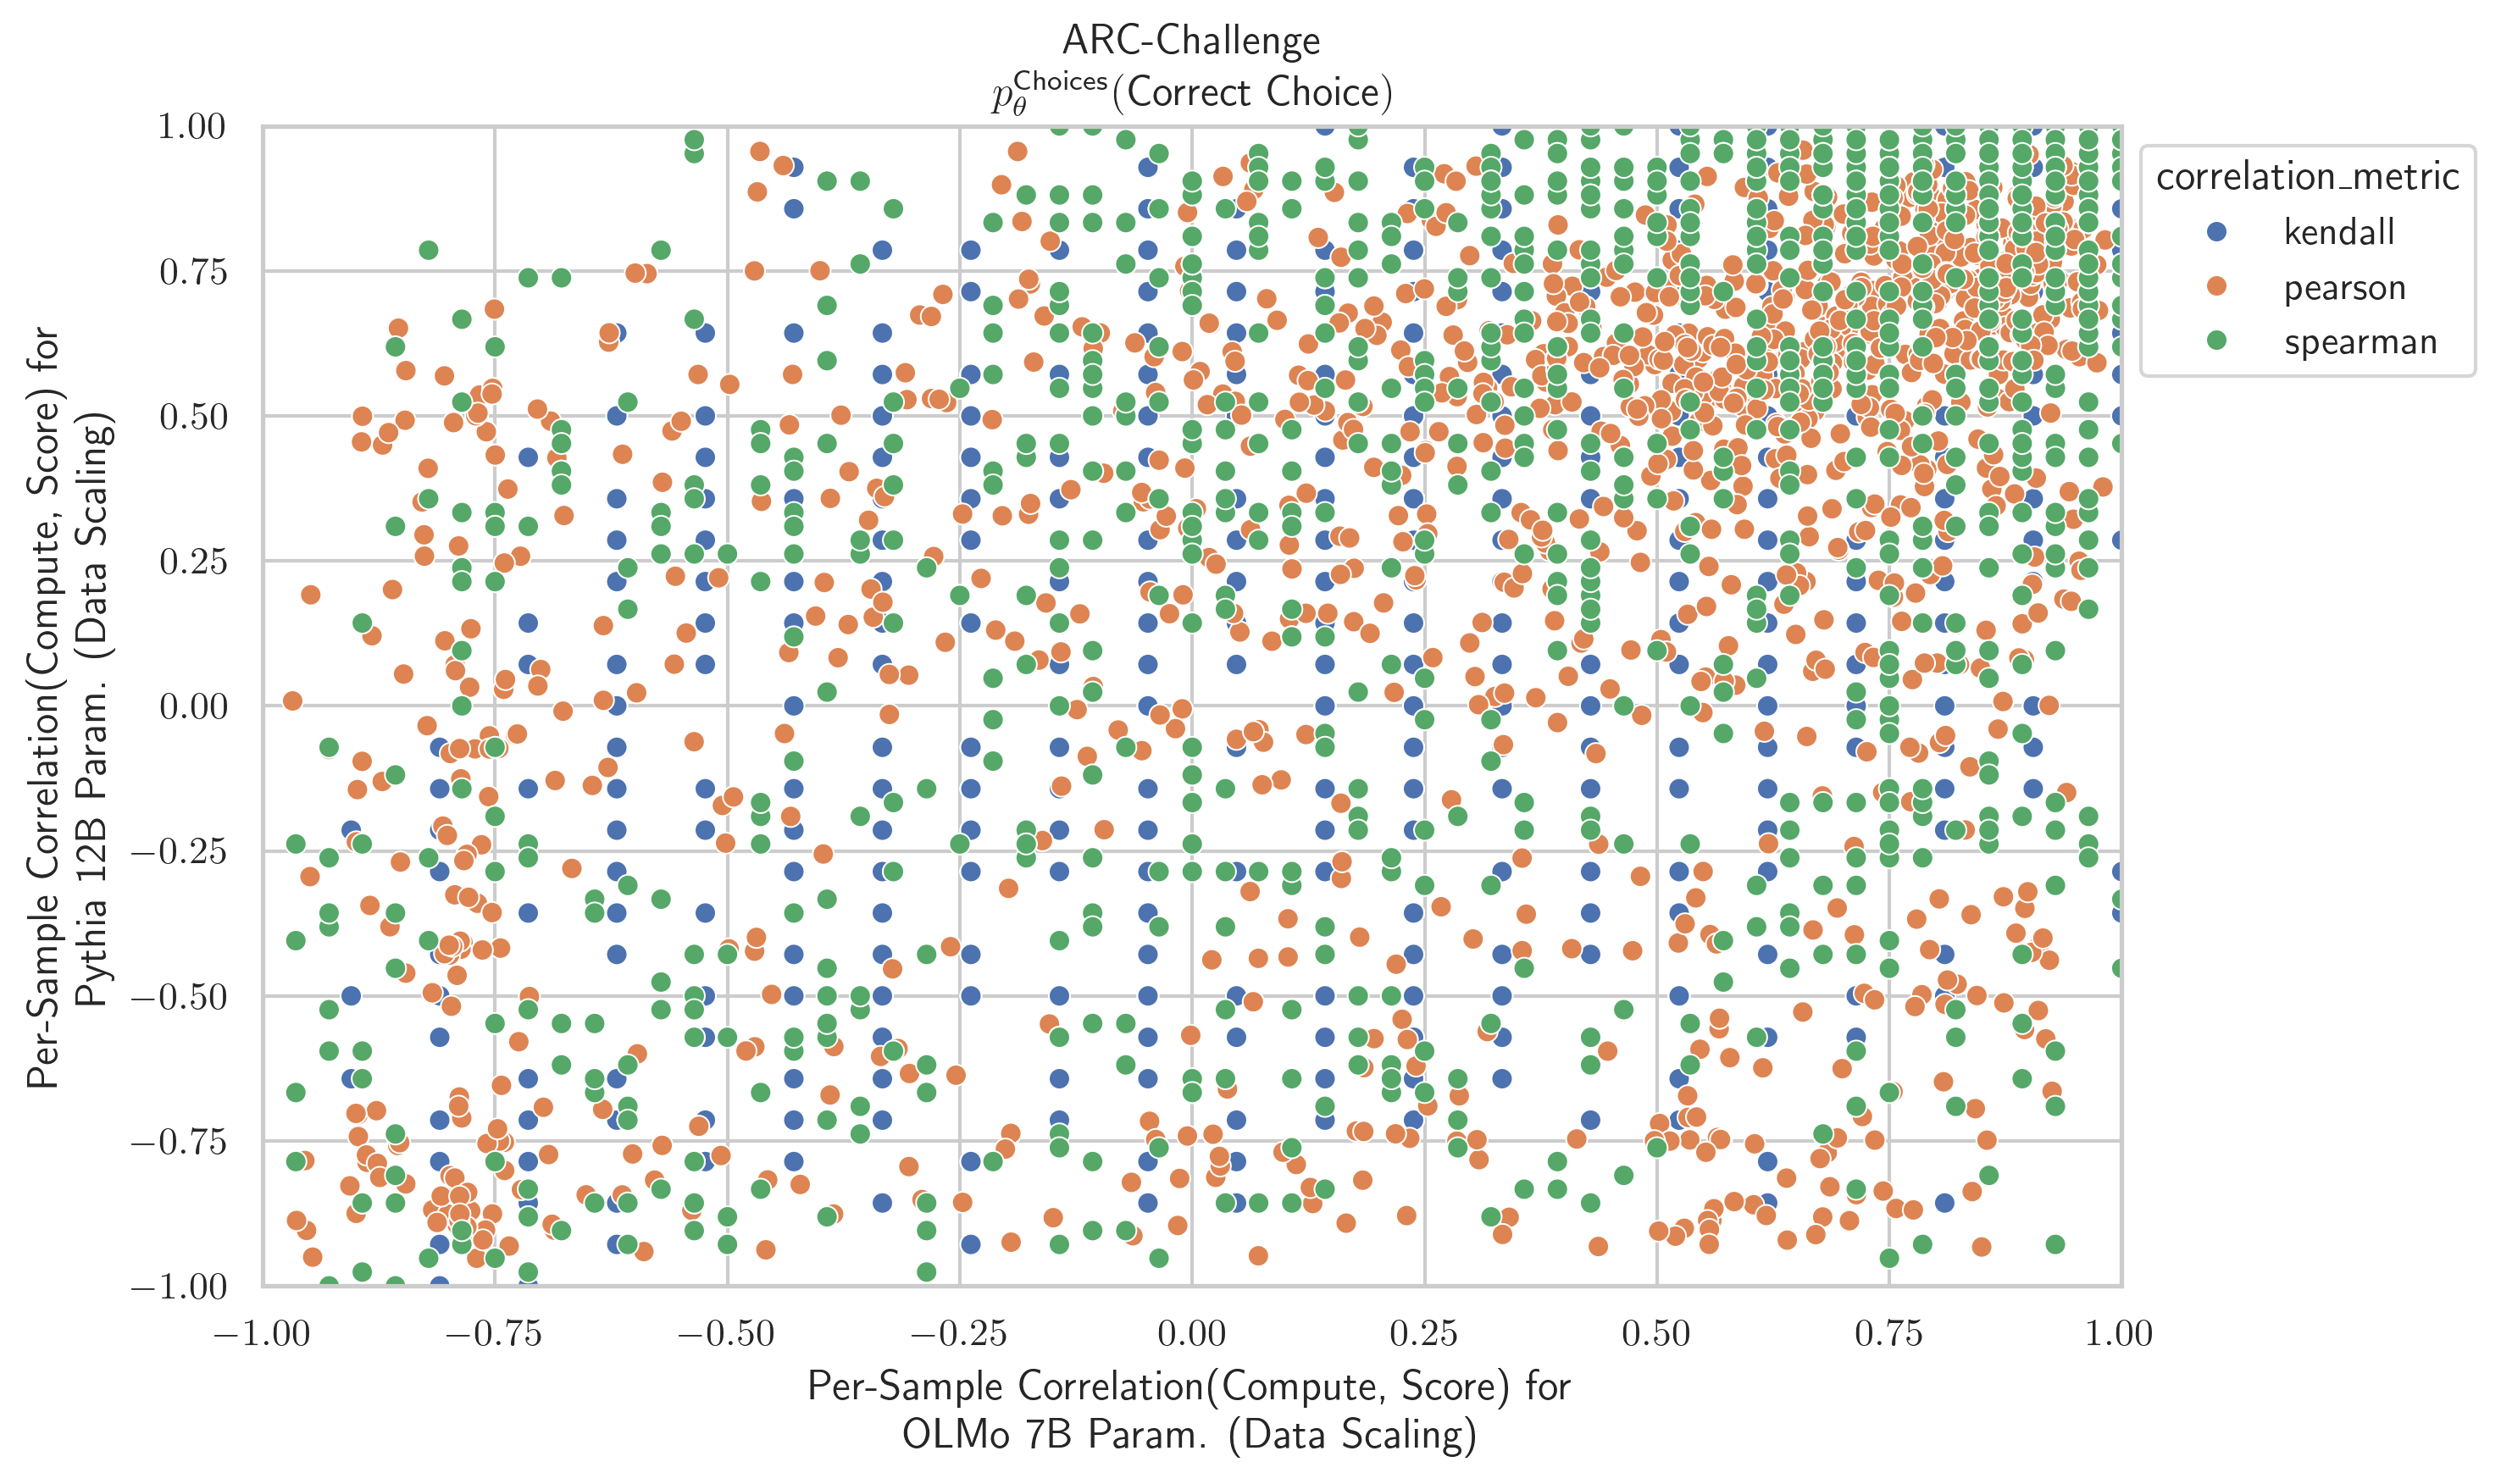 ARC-Challenge
p_θ^Choices(Correct Choice)
1.00
0.75
0.50
0.25
0.00
−0.25
−0.50
−0.75
−1.00
Per-Sample Correlation(Compute, Score) for
Pythia 12B Param. (Data Scaling)
−1.00
−0.75
−0.50
−0.25
0.00
0.25
0.50
0.75
1.00
Per-Sample Correlation(Compute, Score) for
OLMo 7B Param. (Data Scaling)
correlation_metric
kendall
pearson
spearman